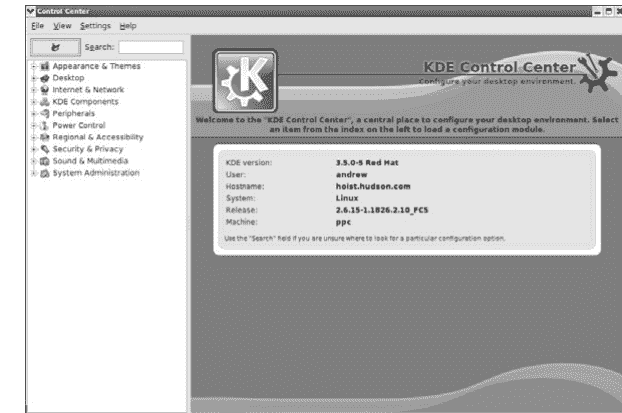 Control Center
File View Settings Help
Search:
Appearance & Themes
Desktop
Internet & Network
KDE Components
Peripherals
Power Control
Regional & Accessibility
Security & Privacy
Sound & Multimedia
System Administration
KDE Control Center
Configure your desktop environment.
Welcome to the "KDE Control Center", a central place to configure your desktop environment. Select
an item from the index on the left to load a configuration module.
KDE version: 3.5.0-5 Red Hat
User: andrew
Hostname: hoist.hudson.com
System: Linux
Release: 2.6.15-1.1826.2.10_FC5
Machine: ppc
Use the "Search" field if you are unsure where to look for a particular configuration option.